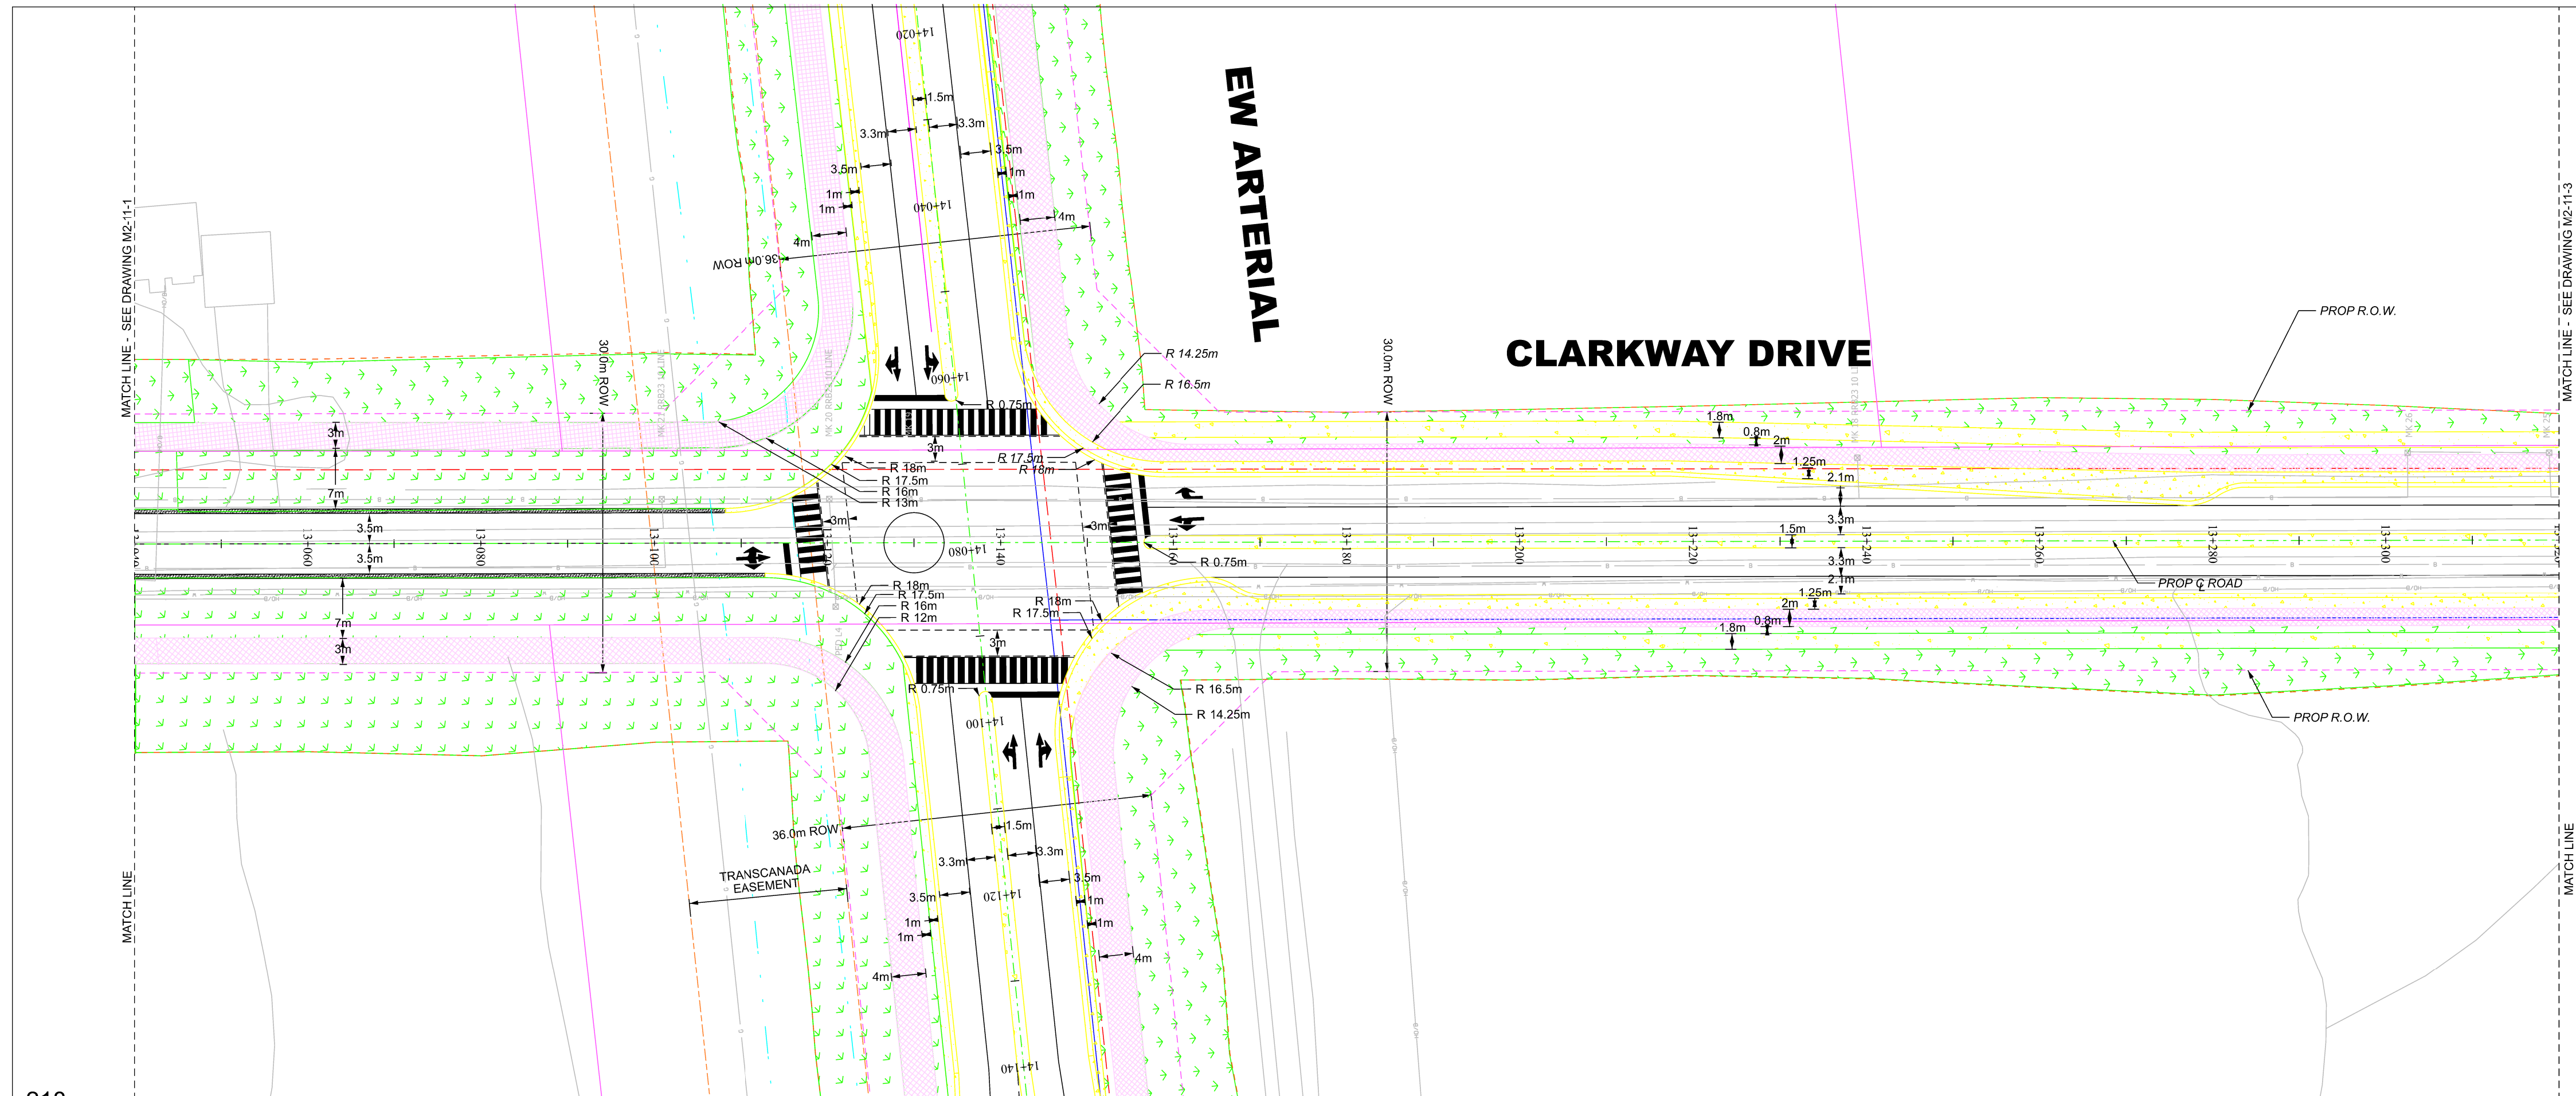 14+020
1.5m
3.3m
3.3m
3.5m
3.5m
1m
1m
1m
1m
14+040
4m
4m
36.0m ROW
EW ARTERIAL
MATCH LINE - SEE DRAWING M2-11-1
MATCH LINE - SEE DRAWING M2-11-3
PROP R.O.W.
CLARKWAY DRIVE
30.0m ROW
30.0m ROW
R 14.25m
R 16.5m
14+060
R 0.75m
3m
3m
R 17.5m
R 18m
R 18m
R 17.5m
R 16m
R 13m
1.8m
0.8m
2m
1.25m
2.1m
7m
3.5m
3.5m
3m
3m
3.3m
1.5m
3.3m
2.1m
13+060
13+080
13+100
13+120
14+080
13+140
13+160
13+180
13+200
13+220
13+240
13+260
13+280
13+300
R 0.75m
PROP ℄ ROAD
R 18m
R 17.5m
R 16m
R 12m
R 18m
R 17.5m
1.25m
2m
0.8m
1.8m
7m
3m
3m
R 0.75m
R 16.5m
R 14.25m
PROP R.O.W.
14+100
36.0m ROW
1.5m
3.3m
3.3m
TRANSCANADA
EASEMENT
3.5m
3.5m
14+120
1m
1m
1m
1m
4m
4m
MATCH LINE
MATCH LINE
14+140
MK 26
MK 25